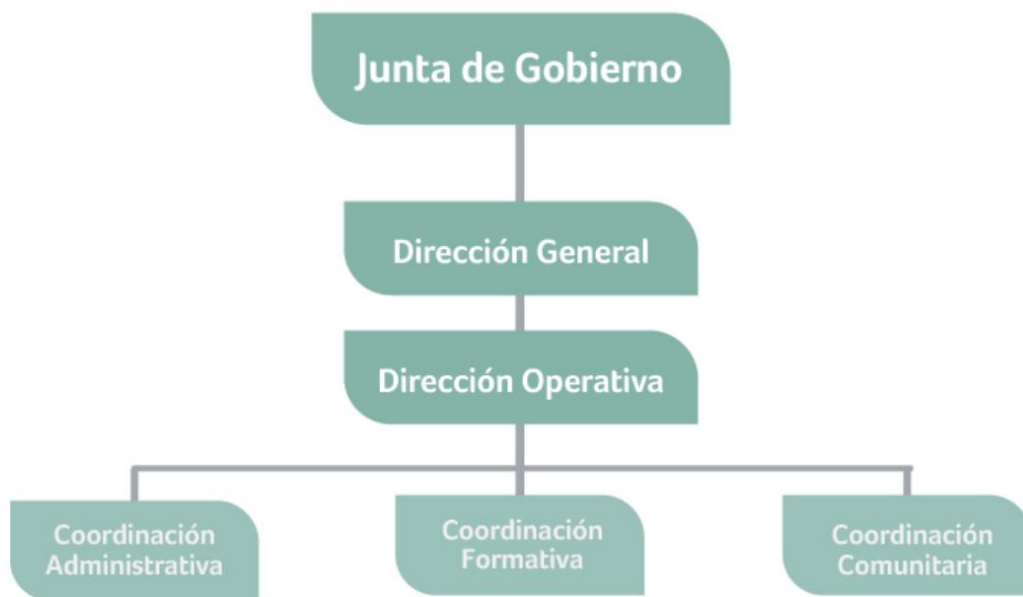 Junta de Gobierno
Dirección General
Dirección Operativa
Coordinación
Administrativa
Coordinación
Formativa
Coordinación
Comunitaria